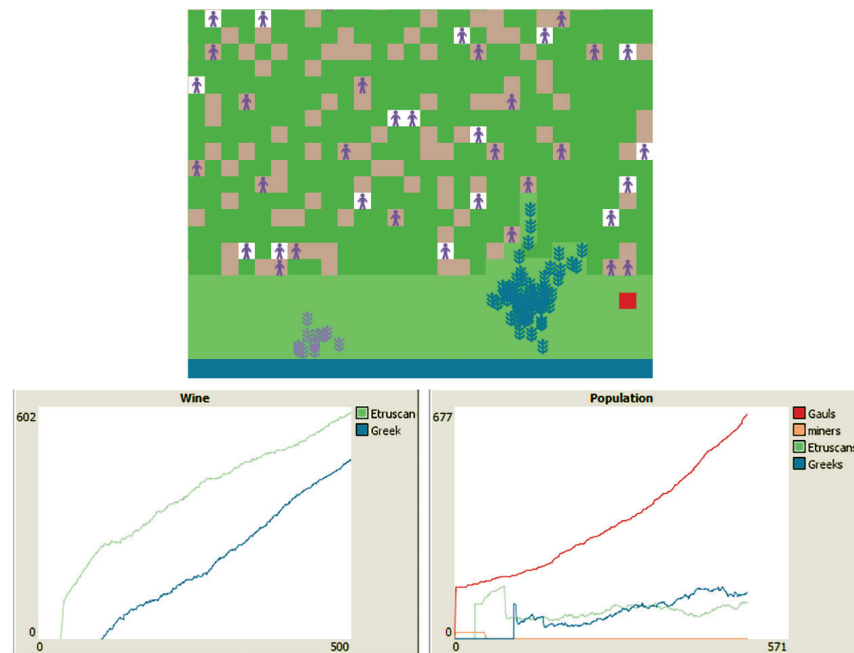 Wine
602
0
0
500
Etruscan
Greek
Population
677
0
0
571
Gauls
miners
Etruscans
Greeks